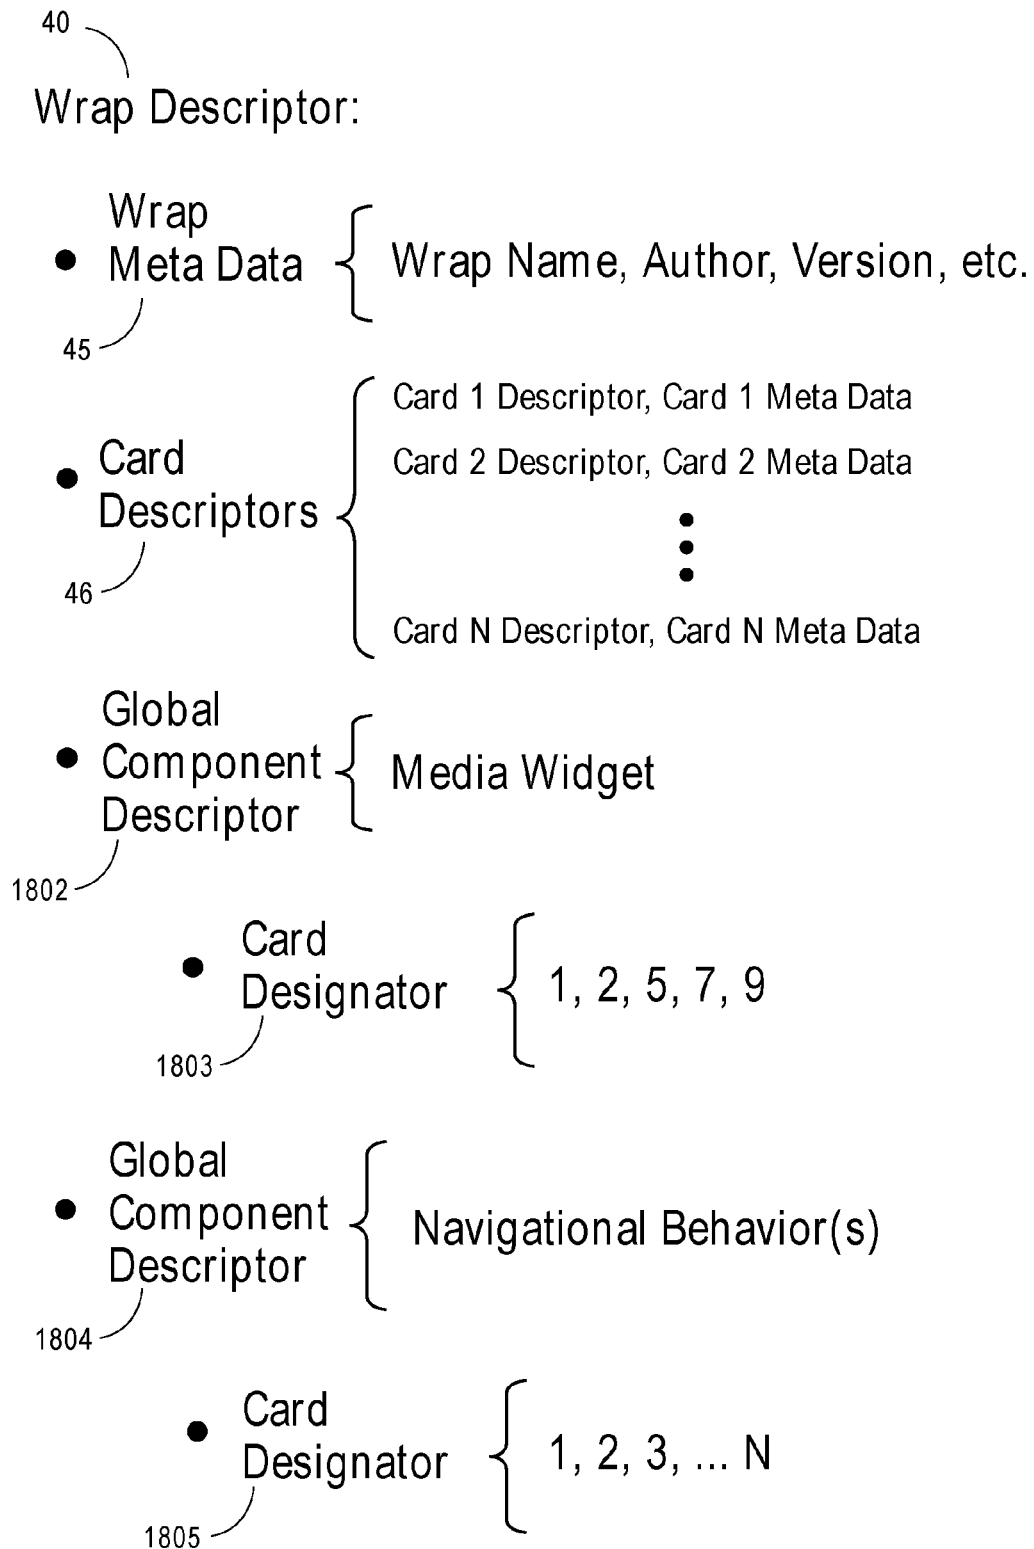 40
Wrap Descriptor:
Wrap
Meta Data
Wrap Name, Author, Version, etc.
45
Card
Descriptors
Card 1 Descriptor, Card 1 Meta Data
Card 2 Descriptor, Card 2 Meta Data
Card N Descriptor, Card N Meta Data
46
Global
Component
Descriptor
Media Widget
1802
Card
Designator
1, 2, 5, 7, 9
1803
Global
Component
Descriptor
Navigational Behavior(s)
1804
Card
Designator
1, 2, 3, ... N
1805